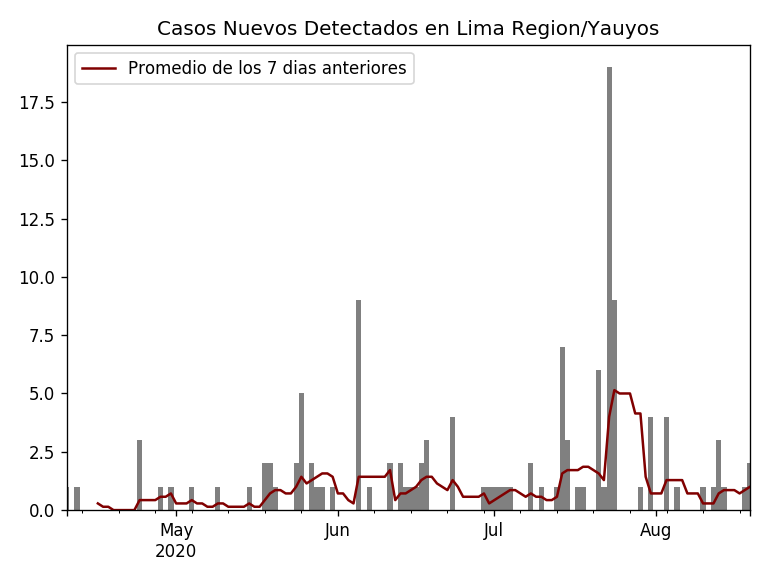 Casos Nuevos Detectados en Lima Region/Yauyos
Promedio de los 7 dias anteriores
17.5
15.0
12.5
10.0
7.5
5.0
2.5
0.0
May
2020
Jun
Jul
Aug